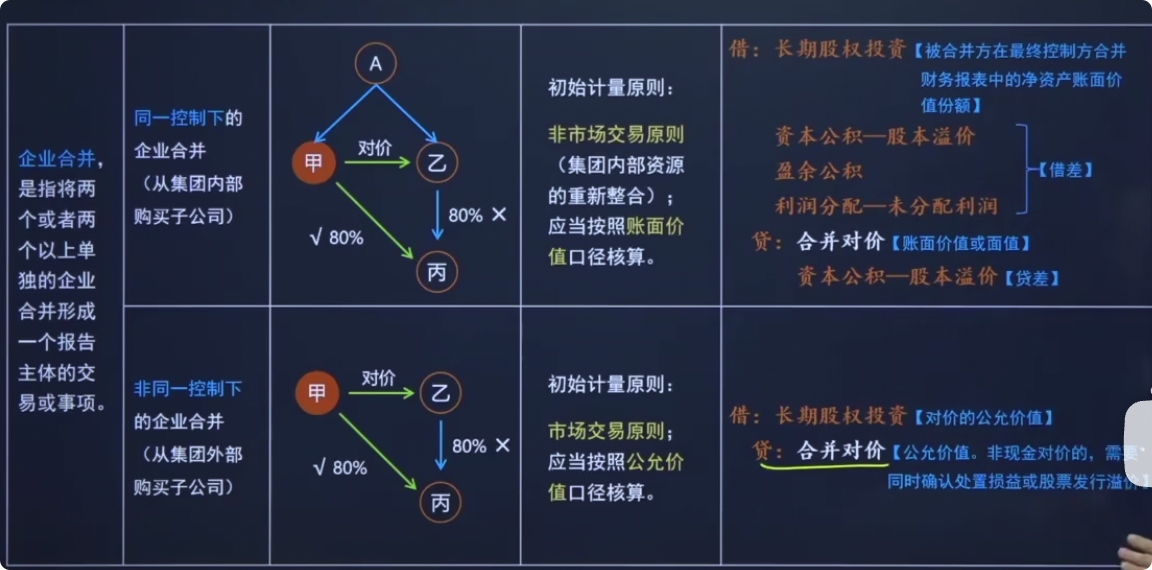 企业合并，
是指将两
个或者两
个以上单
独的企业
合并形成
一个报告
主体的交
易或事项。
同一控制下的
企业合并
（从集团内部
购买子公司）
A
甲
对价
乙
80% ×
√ 80%
丙
初始计量原则：
非市场交易原则
（集团内部资源
的重新整合）；
应当按照账面价
值口径核算。
借：长期股权投资【被合并方在最终控制方合并
财务报表中的净资产账面价
值份额】
资本公积—股本溢价
盈余公积
【借差】
利润分配—未分配利润
贷：合并对价【账面价值或面值】
资本公积—股本溢价【贷差】
非同一控制下
的企业合并
（从集团外部
购买子公司）
甲
对价
乙
80% ×
√ 80%
丙
初始计量原则：
市场交易原则；
应当按照公允价
值口径核算。
借：长期股权投资【对价的公允价值】
贷：合并对价【公允价值。非现金对价的，需要
同时确认处置损益或股票发行溢价】